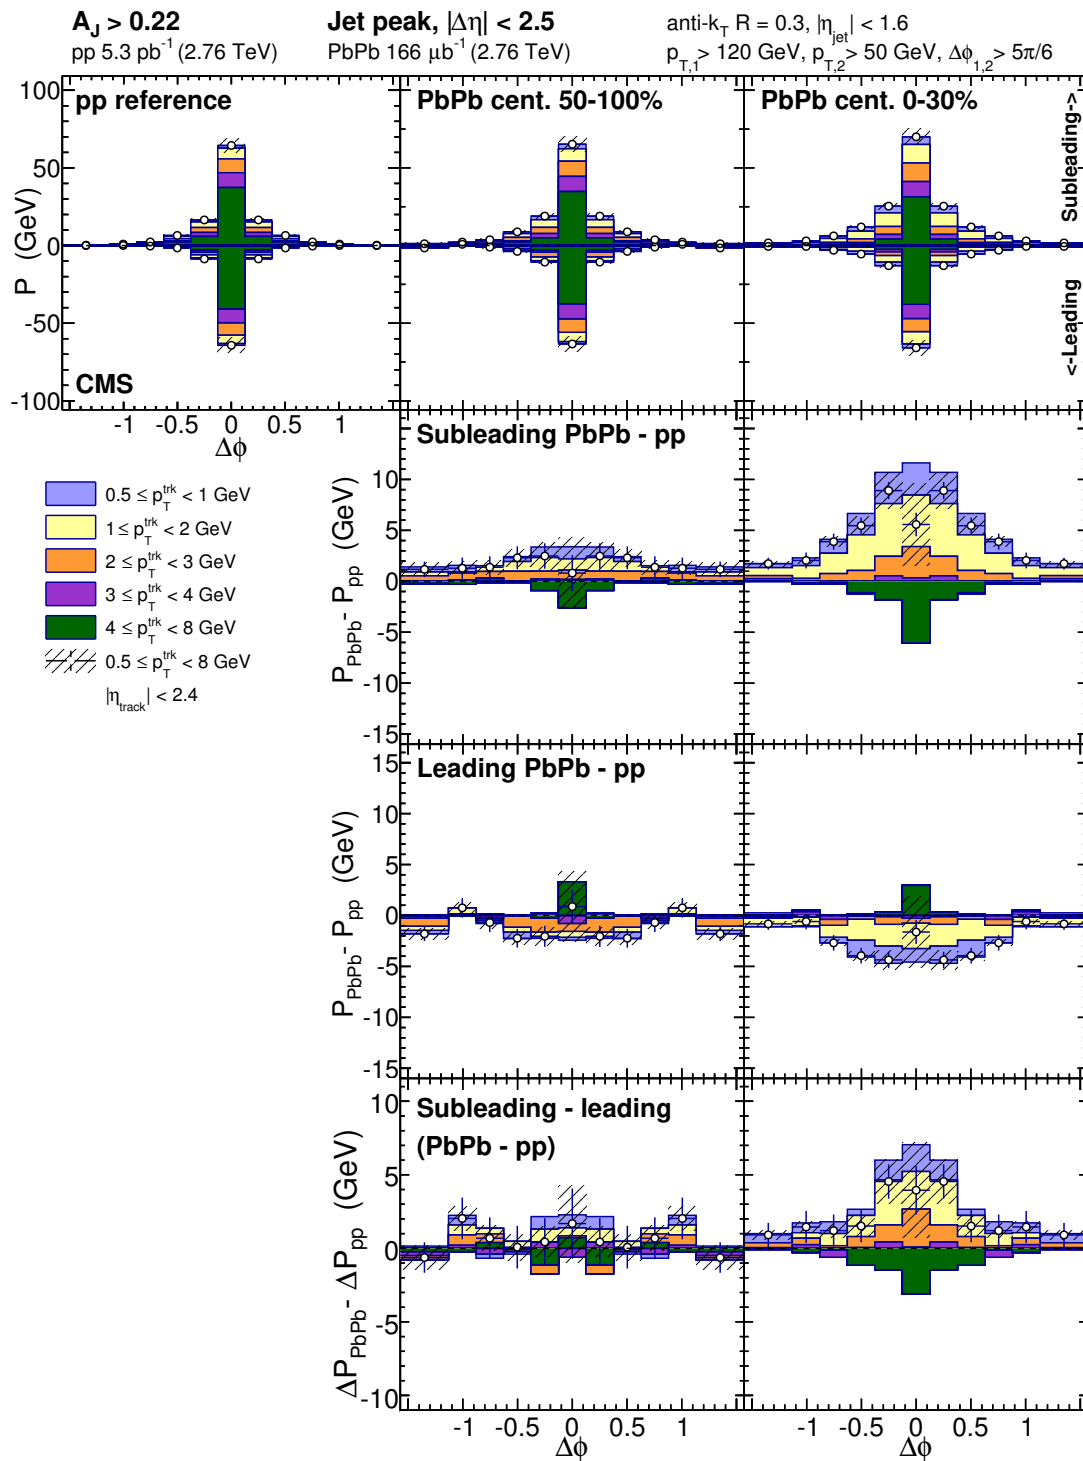 A_J > 0.22 Jet peak, |Δη| < 2.5 anti-k_T R = 0.3, |η_jet| < 1.6
pp 5.3 pb⁻¹ (2.76 TeV) PbPb 166 μb⁻¹ (2.76 TeV) p_T,1 > 120 GeV, p_T,2 > 50 GeV, Δφ_1,2 > 5π/6
pp reference PbPb cent. 50-100% PbPb cent. 0-30%
100
50
0
-50
-100
P (GeV)
Subleading->
<-Leading
CMS
-1 -0.5 0 0.5 1
Δφ
0.5 ≤ p_T^trk < 1 GeV
1 ≤ p_T^trk < 2 GeV
2 ≤ p_T^trk < 3 GeV
3 ≤ p_T^trk < 4 GeV
4 ≤ p_T^trk < 8 GeV
0.5 ≤ p_T^trk < 8 GeV
|η_track| < 2.4
Subleading PbPb - pp
10
5
0
-5
-10
-15
P_PbPb - P_pp (GeV)
Leading PbPb - pp
15
10
5
0
-5
-10
-15
P_PbPb - P_pp (GeV)
Subleading - leading
(PbPb - pp)
10
5
0
-5
-10
ΔP_PbPb - ΔP_pp (GeV)
-1 -0.5 0 0.5 1 -1 -0.5 0 0.5 1
Δφ Δφ